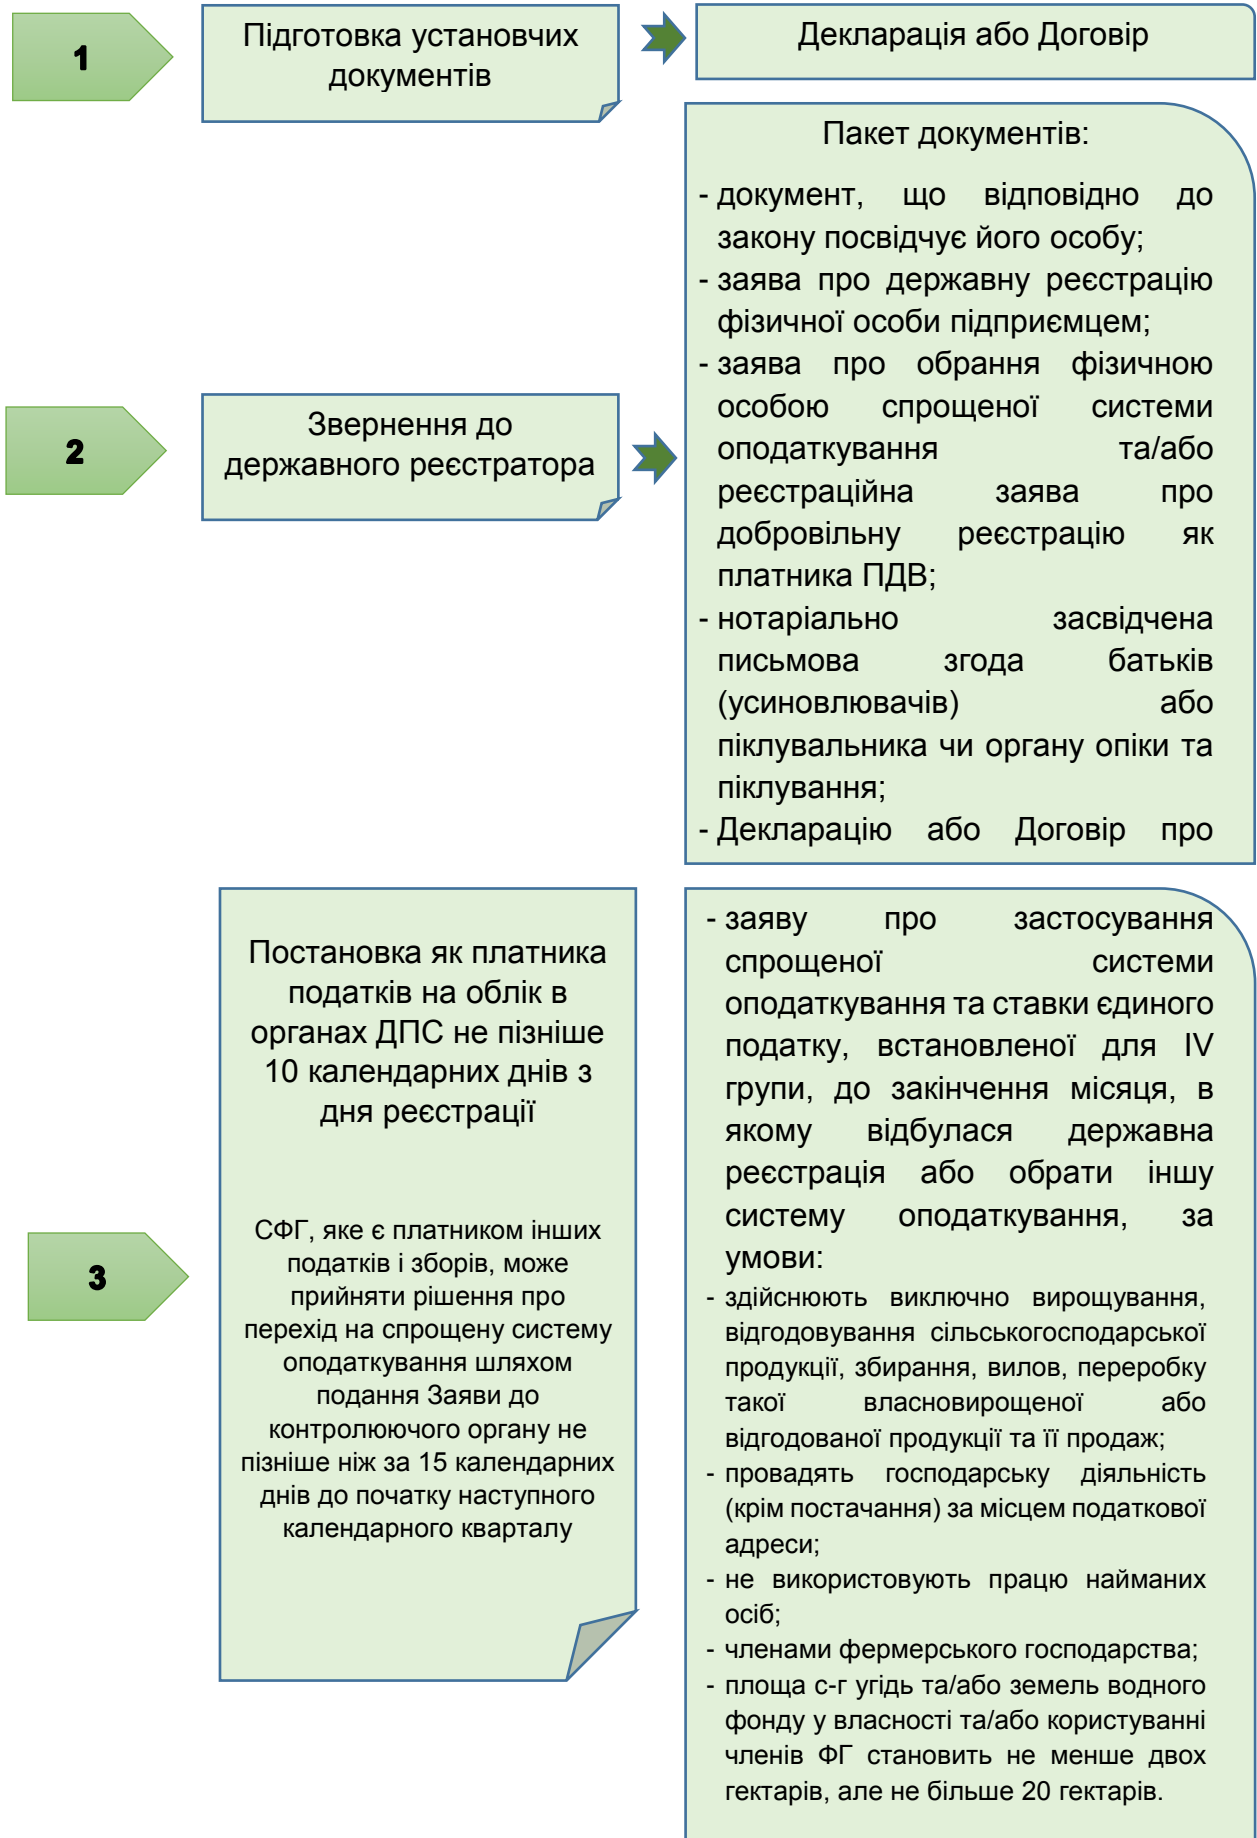 1
Підготовка установчих
документів
Декларація або Договір
2
Звернення до
державного реєстратора
Пакет документів:
- документ, що відповідно до
закону посвідчує його особу;
- заява про державну реєстрацію
фізичної особи підприємцем;
- заява про обрання фізичною
особою спрощеної системи
оподаткування та/або
реєстраційна заява про
добровільну реєстрацію як
платника ПДВ;
- нотаріально засвідчена
письмова згода батьків
(усиновлювачів) або
піклувальника чи органу опіки та
піклування;
- Декларацію або Договір про
3
Постановка як платника
податків на облік в
органах ДПС не пізніше
10 календарних днів з
дня реєстрації
СФГ, яке є платником інших
податків і зборів, може
прийняти рішення про
перехід на спрощену систему
оподаткування шляхом
подання Заяви до
контролюючого органу не
пізніше ніж за 15 календарних
днів до початку наступного
календарного кварталу
- заяву про застосування
спрощеної системи
оподаткування та ставки єдиного
податку, встановленої для IV
групи, до закінчення місяця, в
якому відбулася державна
реєстрація або обрати іншу
систему оподаткування, за
умови:
- здійснюють виключно вирощування,
відгодовування сільськогосподарської
продукції, збирання, вилов, переробку
такої власновирощеної або
відгодованої продукції та її продаж;
- провадять господарську діяльність
(крім постачання) за місцем податкової
адреси;
- не використовують працю найманих
осіб;
- членами фермерського господарства;
- площа с-г угідь та/або земель водного
фонду у власності та/або користуванні
членів ФГ становить не менше двох
гектарів, але не більше 20 гектарів.